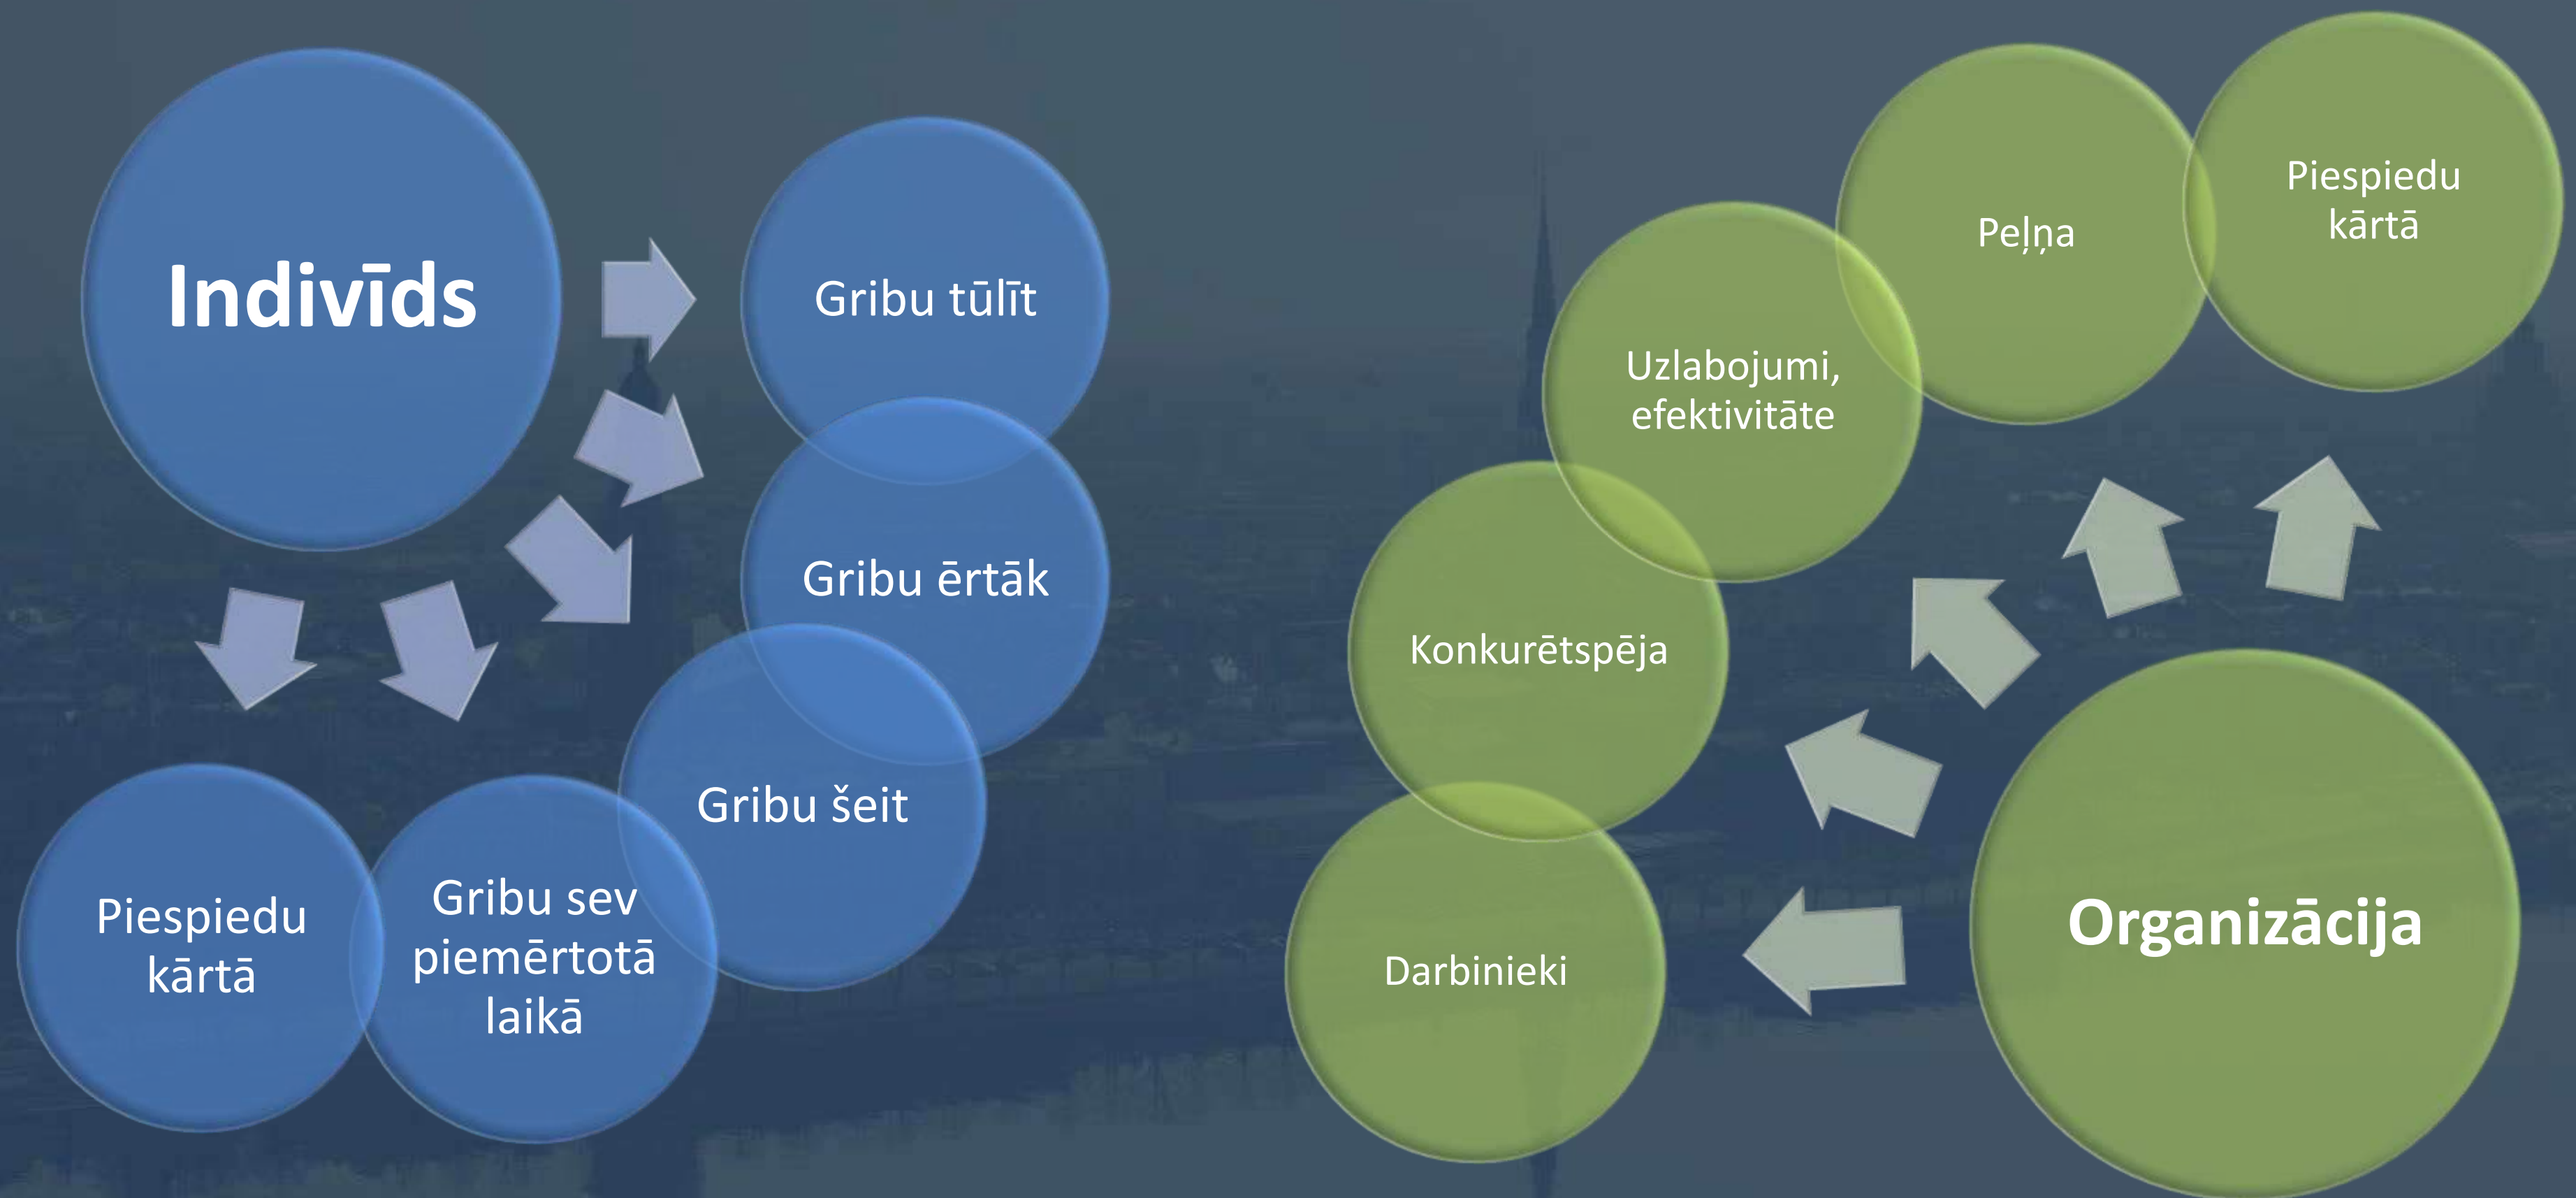 Indivīds
Gribu tūlīt
Gribu ērtāk
Gribu šeit
Gribu sev
piemērtotā
laikā
Piespiedu
kārtā
Piespiedu
kārtā
Peļņa
Uzlabojumi,
efektivitāte
Konkurētspēja
Darbinieki
Organizācija